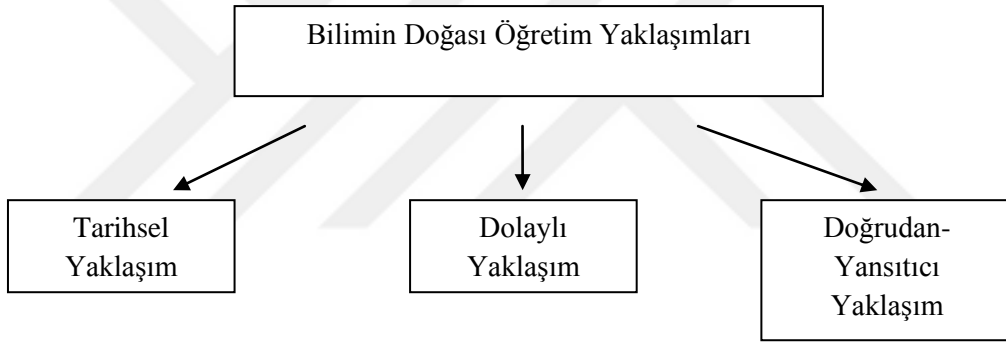 Bilimin Doğası Öğretim Yaklaşımları
Tarihsel
Yaklaşım
Dolaylı
Yaklaşım
Doğrudan-
Yansıtıcı
Yaklaşım